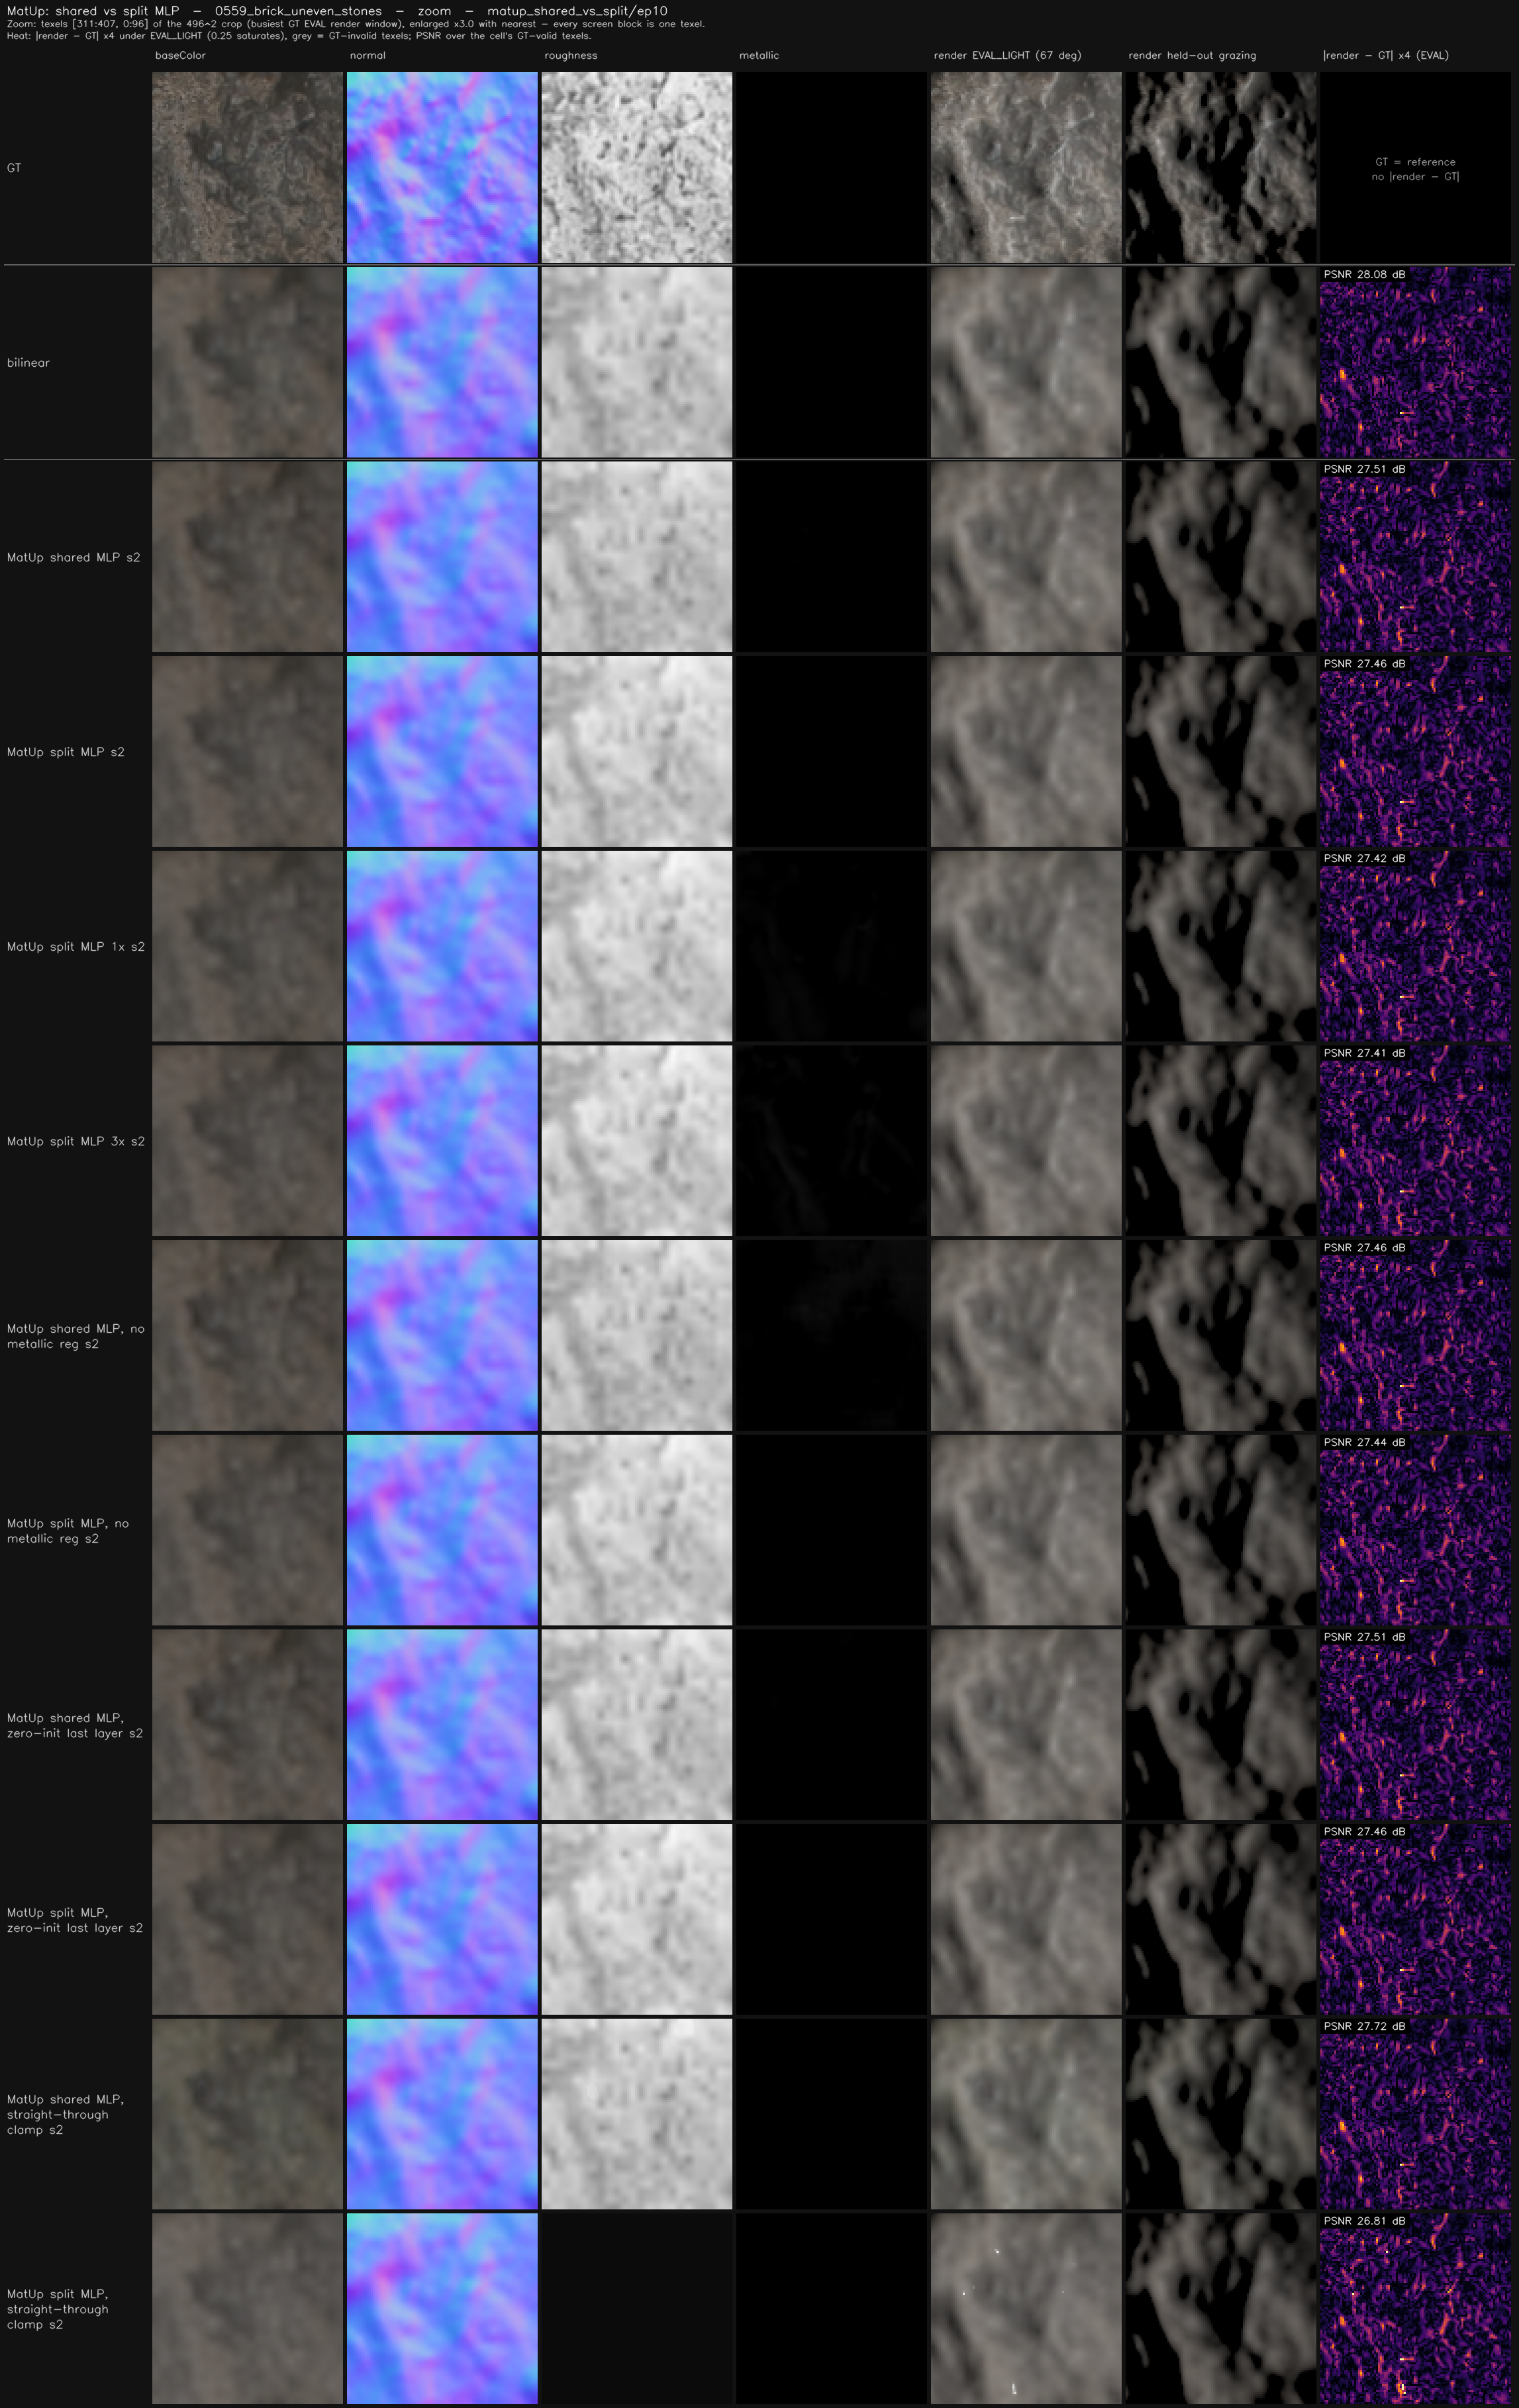 MatUp: shared vs split MLP — 0559_brick_uneven_stones — zoom — matup_shared_vs_split/ep10
Zoom: texels [311:407, 0:96] of the 496^2 crop (busiest GT EVAL render window), enlarged x3.0 with nearest — every screen block is one texel.
Heat: |render — GT| x4 under EVAL_LIGHT (0.25 saturates), grey = GT-invalid texels; PSNR over the cell's GT-valid texels.
baseColor normal roughness metallic render EVAL_LIGHT (67 deg) render held-out grazing |render — GT| x4 (EVAL)
GT
GT = reference
no |render — GT|
PSNR 28.08 dB
bilinear
PSNR 27.51 dB
MatUp shared MLP s2
PSNR 27.46 dB
MatUp split MLP s2
PSNR 27.42 dB
MatUp split MLP 1x s2
PSNR 27.41 dB
MatUp split MLP 3x s2
PSNR 27.46 dB
MatUp shared MLP, no
metallic reg s2
PSNR 27.44 dB
MatUp split MLP, no
metallic reg s2
PSNR 27.51 dB
MatUp shared MLP,
zero-init last layer s2
PSNR 27.46 dB
MatUp split MLP,
zero-init last layer s2
PSNR 27.72 dB
MatUp shared MLP,
straight-through
clamp s2
PSNR 26.81 dB
MatUp split MLP,
straight-through
clamp s2